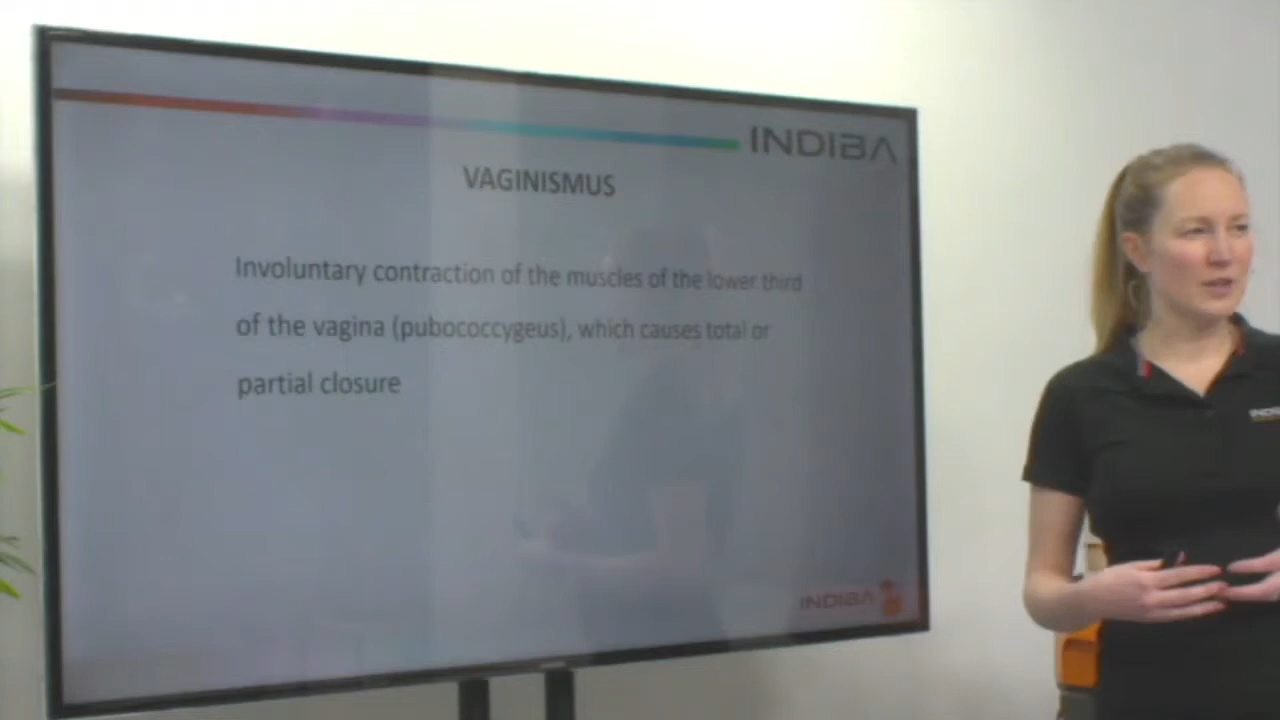 INDIBA
VAGINISMUS
Involuntary contraction of the muscles of the lower third
of the vagina (pubococcygeus), which causes total or
partial closure
INDIBA